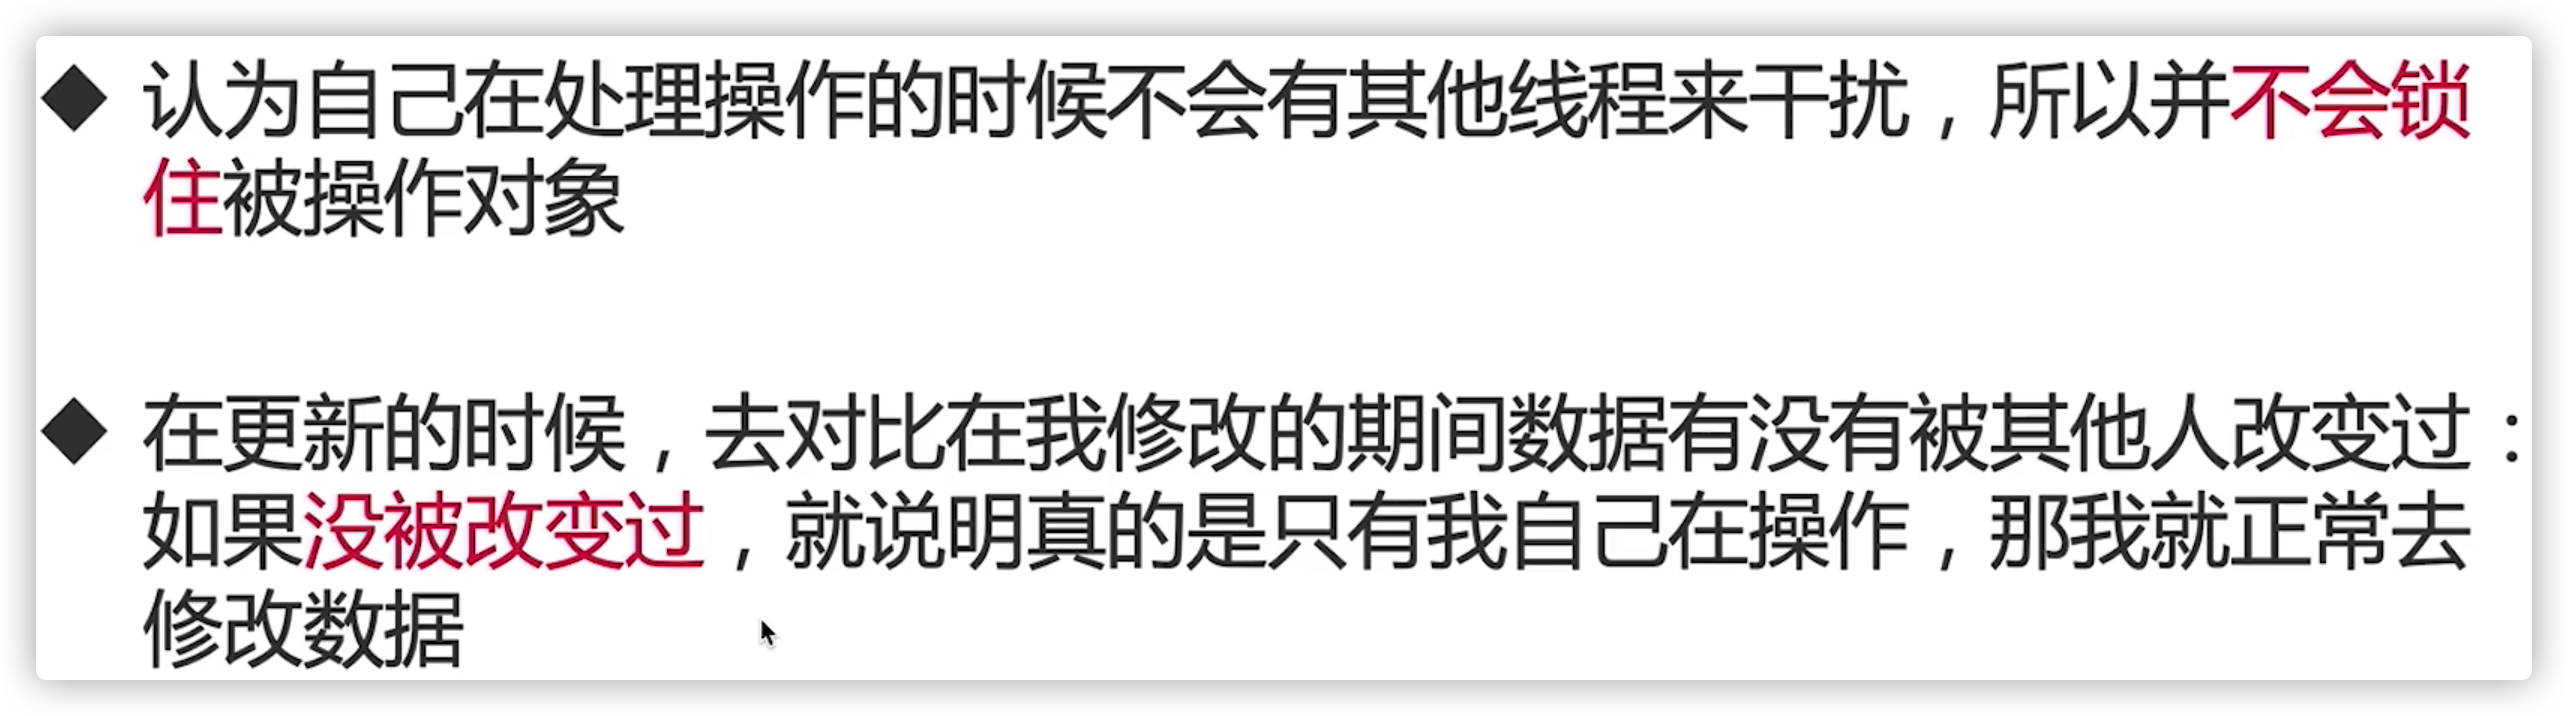 ◆ 认为自己在处理操作的时候不会有其他线程来干扰，所以并不会锁
住被操作对象
◆ 在更新的时候，去对比在我修改的期间数据有没有被其他人改变过：
如果没被改变过，就说明真的是只有我自己在操作，那我就正常去
修改数据